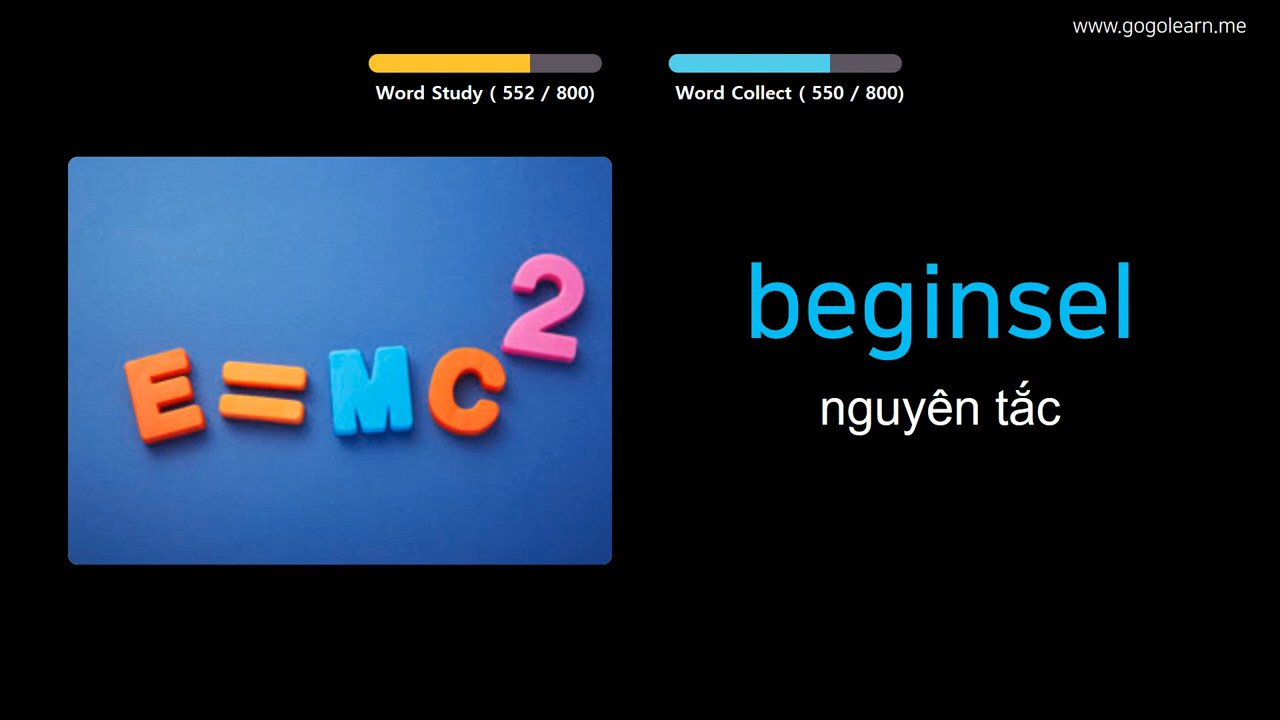 www.gogolearn.me
Word Study ( 552 / 800)
Word Collect ( 550 / 800)
E=MC2
beginsel
nguyên tắc